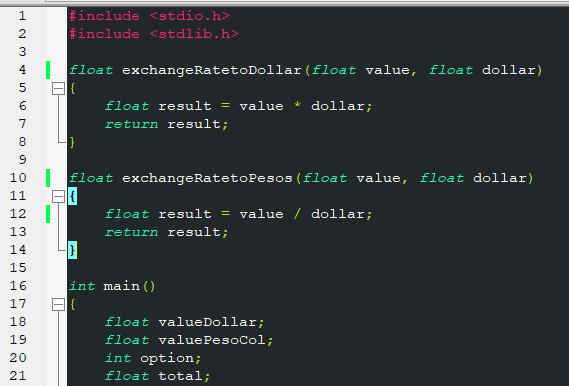 1 #include <stdio.h>
2 #include <stdlib.h>
3
4 float exchangeRatetoDollar(float value, float dollar)
5 {
6 float result = value * dollar;
7 return result;
8 }
9
10 float exchangeRatetoPesos(float value, float dollar)
11 {
12 float result = value / dollar;
13 return result;
14 }
15
16 int main()
17 {
18 float valueDollar;
19 float valuePesoCol;
20 int option;
21 float total;